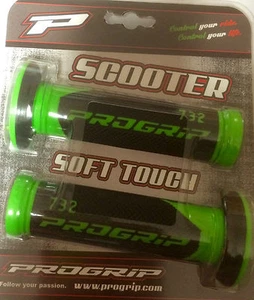 PROGRIP
Control your ride.
Control your life.
SCOOTER
732
PROGRIP
SOFT TOUCH
732
PROGRIP
PROGRIP
Follow your passion. www.progrip.com